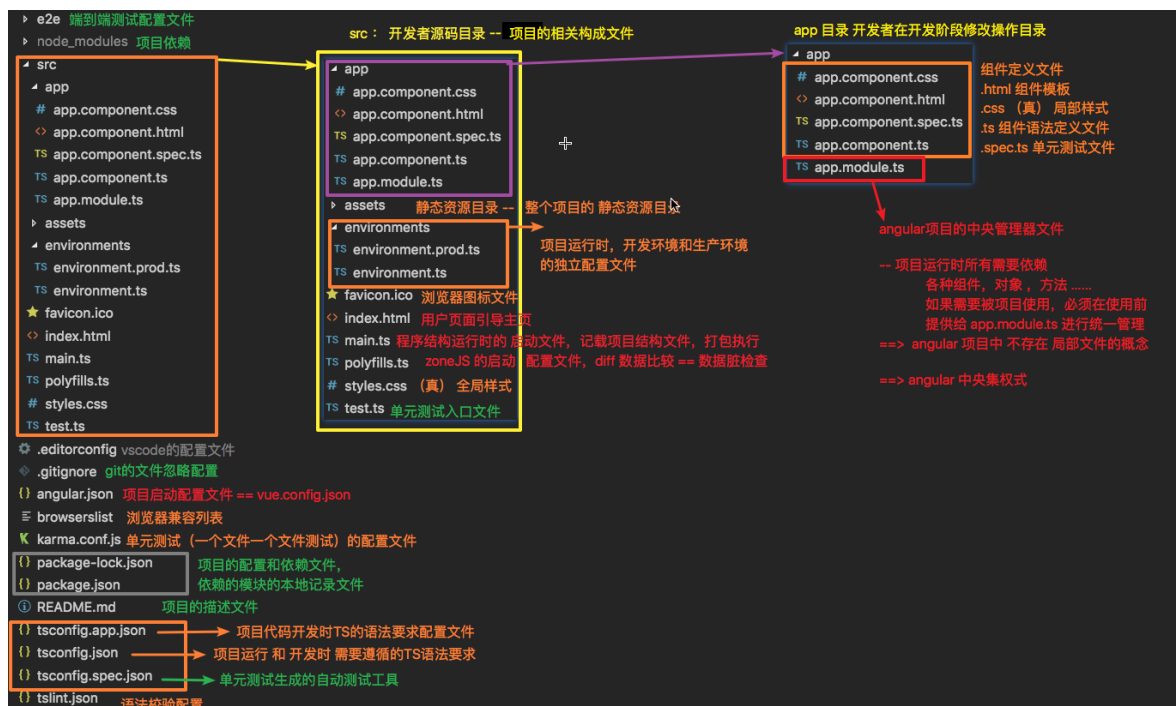 e2e 端到端测试配置文件
node_modules 项目依赖
src
app
app.component.css
app.component.html
app.component.spec.ts
app.component.ts
app.module.ts
assets
environments
environment.prod.ts
environment.ts
favicon.ico
index.html
main.ts
polyfills.ts
styles.css
test.ts
.editorconfig vscode的配置文件
.gitignore git的文件忽略配置
angular.json 项目启动配置文件 == vue.config.json
browserslist 浏览器兼容列表
karma.conf.js 单元测试（一个文件一个文件测试）的配置文件
package-lock.json 项目的配置和依赖文件，
package.json 依赖的模块的本地记录文件
README.md 项目的描述文件
tsconfig.app.json 项目代码开发时TS的语法要求配置文件
tsconfig.json 项目运行 和 开发时 需要遵循的TS语法要求
tsconfig.spec.json 单元测试生成的自动测试工具
tslint.json 语法校验配置
src： 开发者源码目录 -- 项目的相关构成文件
app
app.component.css
app.component.html
app.component.spec.ts
app.component.ts
app.module.ts
assets 静态资源目录 -- 整个项目的 静态资源目录
environments
environment.prod.ts
environment.ts
项目运行时，开发环境和生产环境
的独立配置文件
favicon.ico 浏览器图标文件
index.html 用户页面引导主页
main.ts 程序结构运行时的 启动文件，记载项目结构文件，打包执行
polyfills.ts zoneJS 的启动 配置文件，diff 数据比较 == 数据脏检查
styles.css （真） 全局样式
test.ts 单元测试入口文件
app 目录 开发者在开发阶段修改操作目录
app
app.component.css
app.component.html
app.component.spec.ts
app.component.ts
app.module.ts
组件定义文件
.html 组件模板
.css （真） 局部样式
.ts 组件语法定义文件
.spec.ts 单元测试文件
angular项目的中央管理器文件
-- 项目运行时所有需要依赖
各种组件，对象 ，方法 ......
如果需要被项目使用，必须在使用前
提供给 app.module.ts 进行统一管理
==> angular 项目中 不存在 局部文件的概念
==> angular 中央集权式